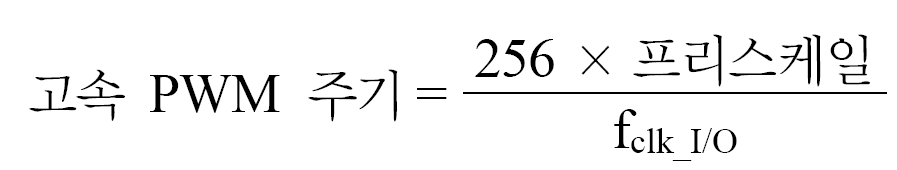 고속 PWM 주기 = 256 × 프리스케일 / f_clk_I/O